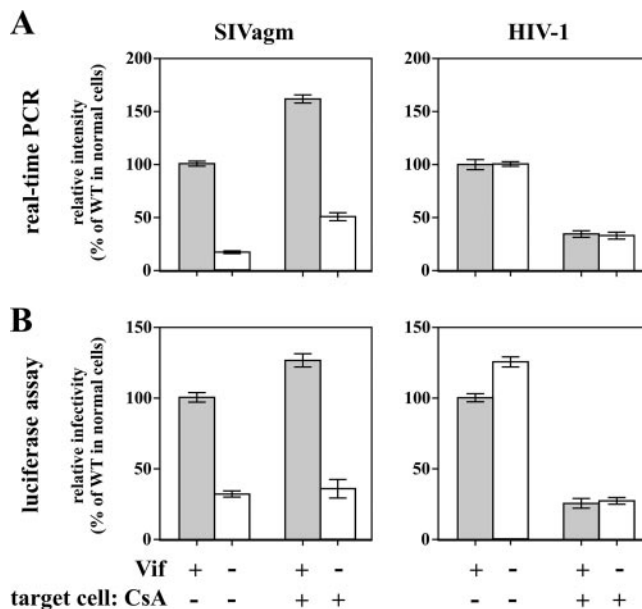 A
SIVagm
HIV-1
real-time PCR
relative intensity
(% of WT in normal cells)
200
150
100
50
0
200
150
100
50
0
B
luciferase assay
relative infectivity
(% of WT in normal cells)
150
100
50
0
150
100
50
0
Vif + - + - + - + -
target cell: CsA - - + + - - + +